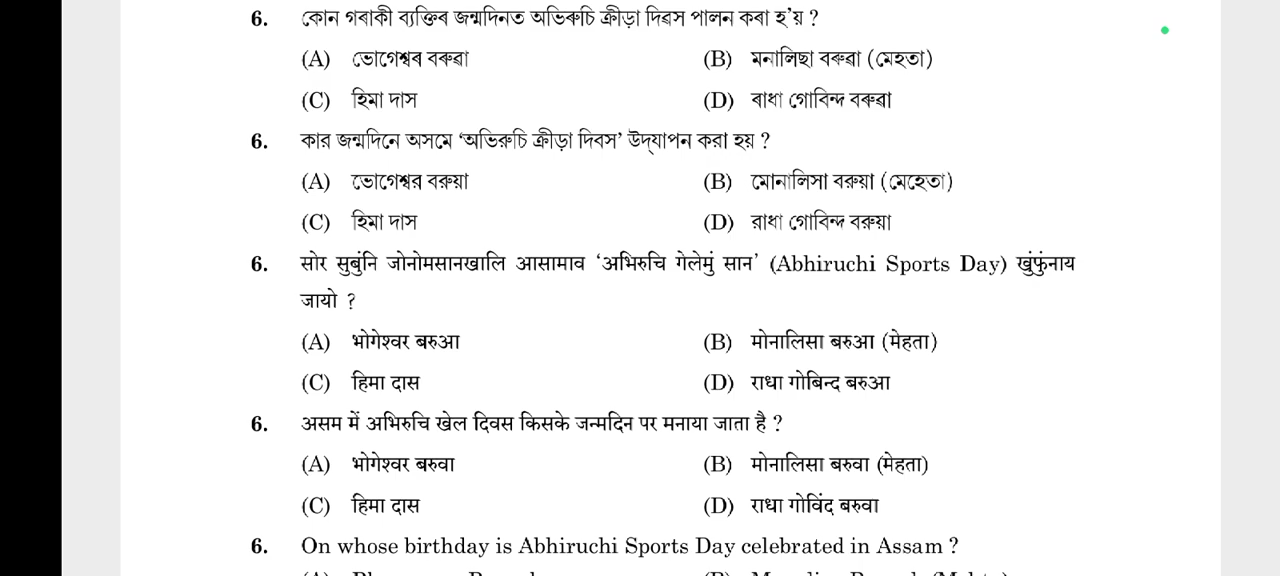 6. কোন গৰাকী ব্যক্তিৰ জন্মদিনত অভিৰুচি ক্ৰীড়া দিৱস পালন কৰা হ'য় ?
(A) ভোগেশ্বৰ বৰুৱা (B) মনালিছা বৰুৱা (মেহতা)
(C) হিমা দাস (D) ৰাধা গোবিন্দ বৰুৱা
6. কার জন্মদিনে অসমে ‘অভিরুচি ক্রীড়া দিবস’ উদ্‌যাপন করা হয় ?
(A) ভোগেশ্বর বরুয়া (B) মোনালিসা বরুয়া (মেহেতা)
(C) হিমা দাস (D) রাধা গোবিন্দ বরুয়া
6. सोर सुबुंनि जोनोमसानखालि आसामाव ‘अभिरुचि गेलेमुं सान’ (Abhiruchi Sports Day) खुंफुंनाय
जायो ?
(A) भोगेश्वर बरुआ (B) मोनालिसा बरुआ (मेहता)
(C) हिमा दास (D) राधा गोबिन्द बरुआ
6. असम में अभिरुचि खेल दिवस किसके जन्मदिन पर मनाया जाता है ?
(A) भोगेश्वर बरुवा (B) मोनालिसा बरुवा (मेहता)
(C) हिमा दास (D) राधा गोविंद बरुवा
6. On whose birthday is Abhiruchi Sports Day celebrated in Assam ?